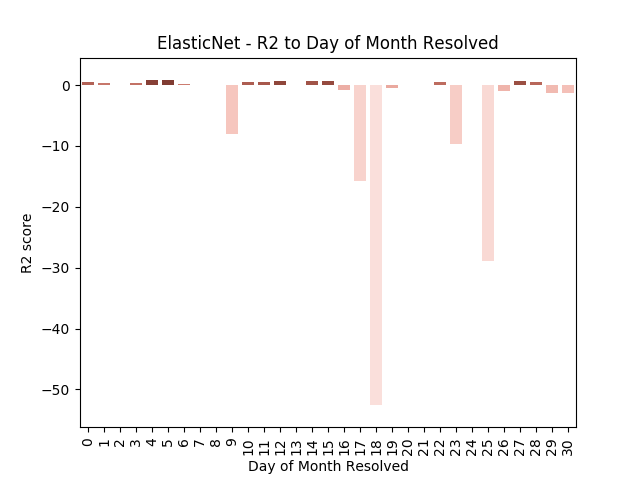 ElasticNet - R2 to Day of Month Resolved
R2 score
0
−10
−20
−30
−40
−50
0 1 2 3 4 5 6 7 8 9 10 11 12 13 14 15 16 17 18 19 20 21 22 23 24 25 26 27 28 29 30
Day of Month Resolved